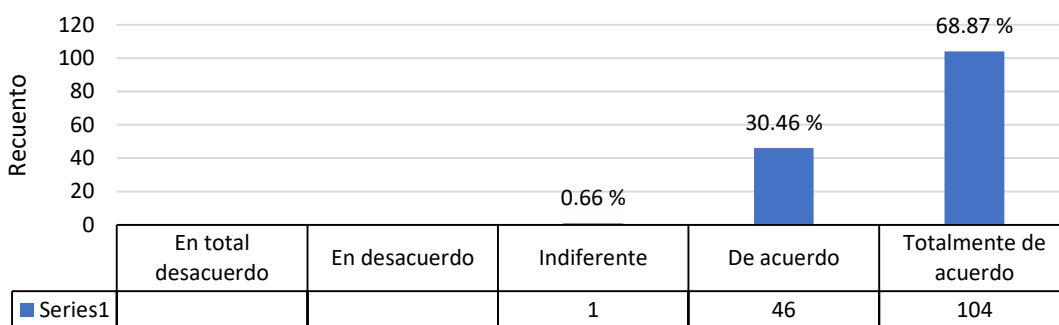 120
100
80
60
40
20
0
Recuento
0.66 %
30.46 %
68.87 %
En total
desacuerdo
En desacuerdo
Indiferente
De acuerdo
Totalmente de
acuerdo
Series1
1
46
104